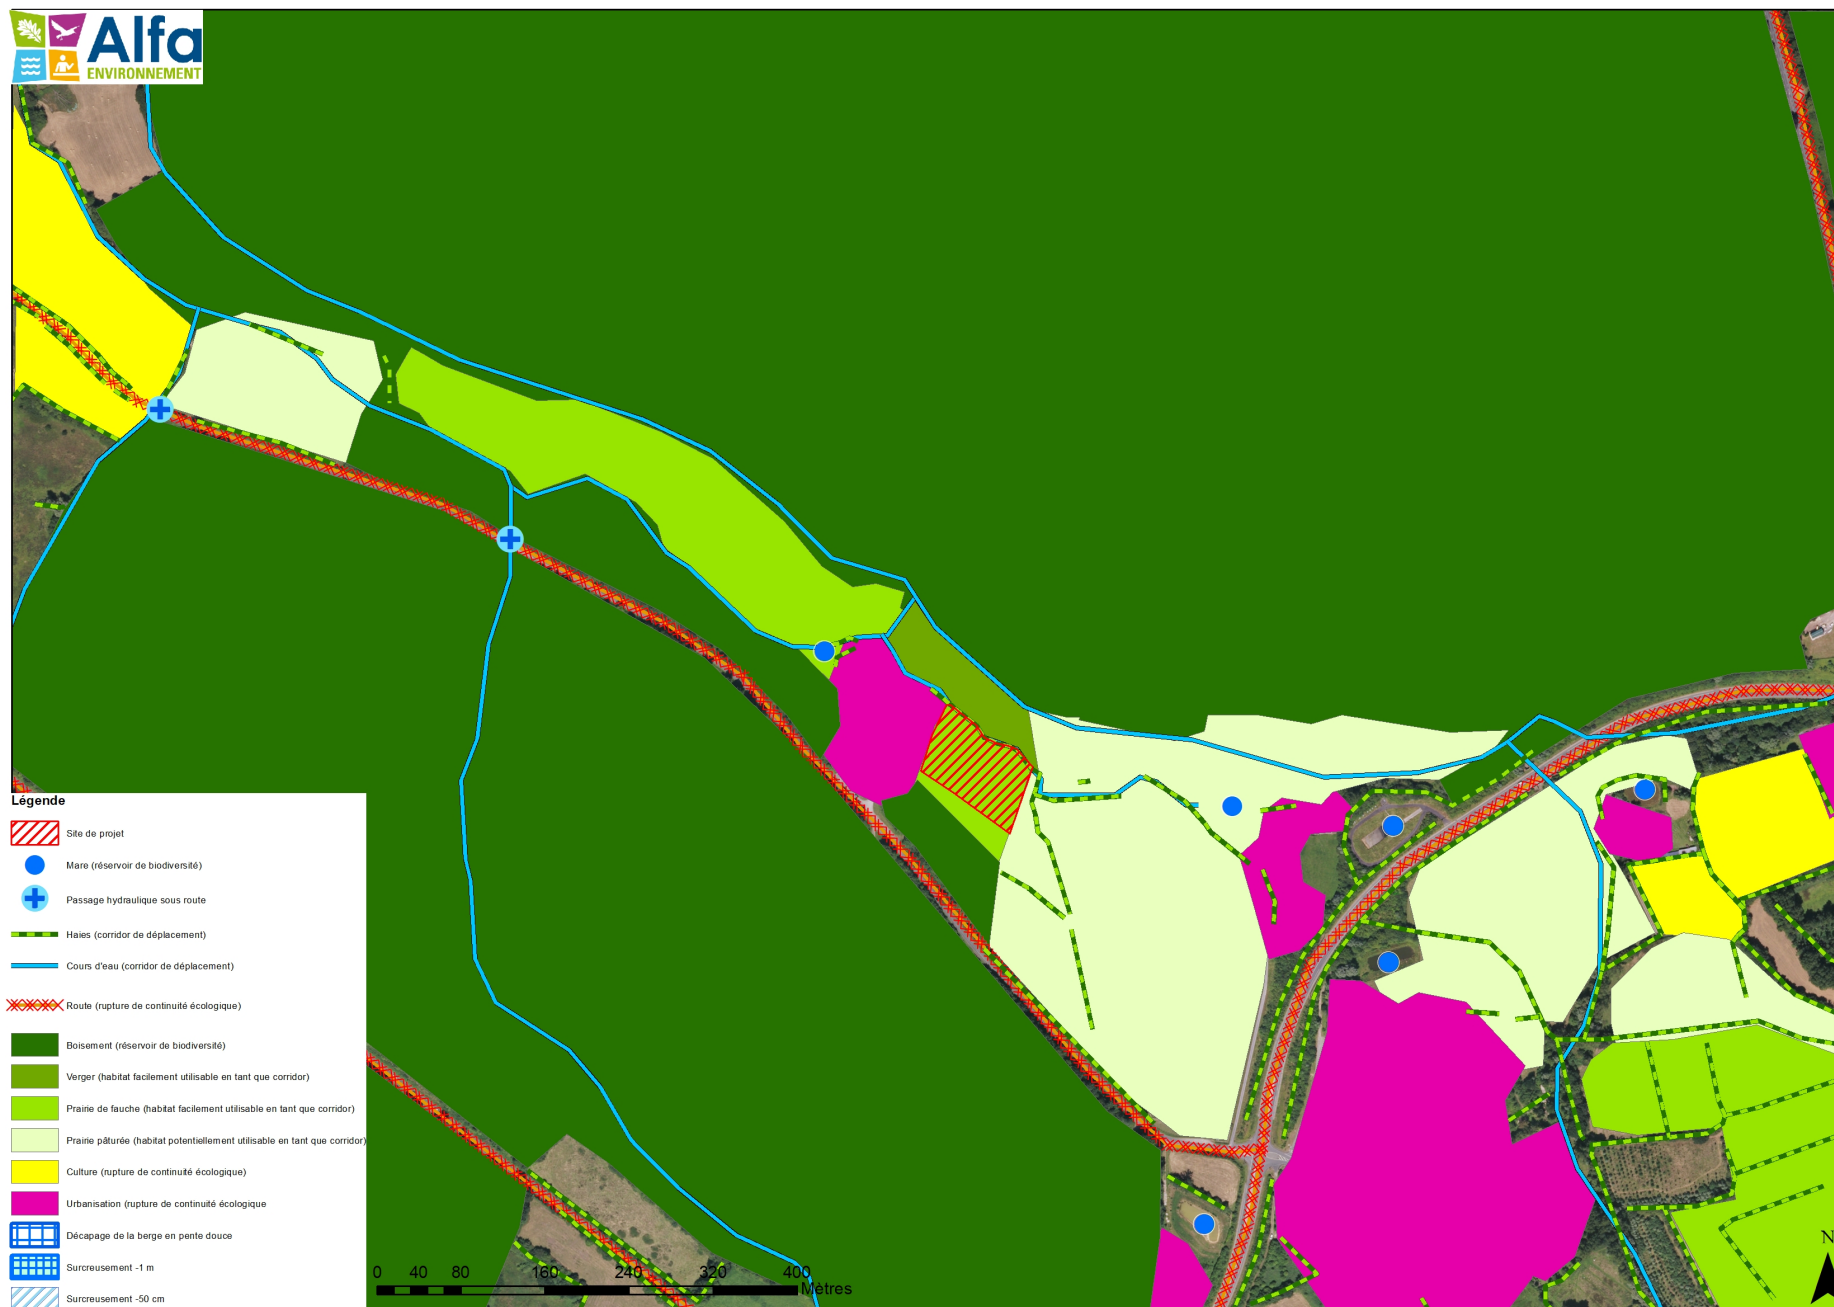 Alfa
ENVIRONNEMENT
Légende
Site de projet
Mare (réservoir de biodiversité)
Passage hydraulique sous route
Haies (corridor de déplacement)
Cours d'eau (corridor de déplacement)
Route (rupture de continuité écologique)
Boisement (réservoir de biodiversité)
Verger (habitat facilement utilisable en tant que corridor)
Prairie de fauche (habitat facilement utilisable en tant que corridor)
Prairie pâturée (habitat potentiellement utilisable en tant que corridor)
Culture (rupture de continuité écologique)
Urbanisation (rupture de continuité écologique
Décapage de la berge en pente douce
Surcreusement -1 m
Surcreusement -50 cm
0 40 80 160 240 320 400
Mètres
N